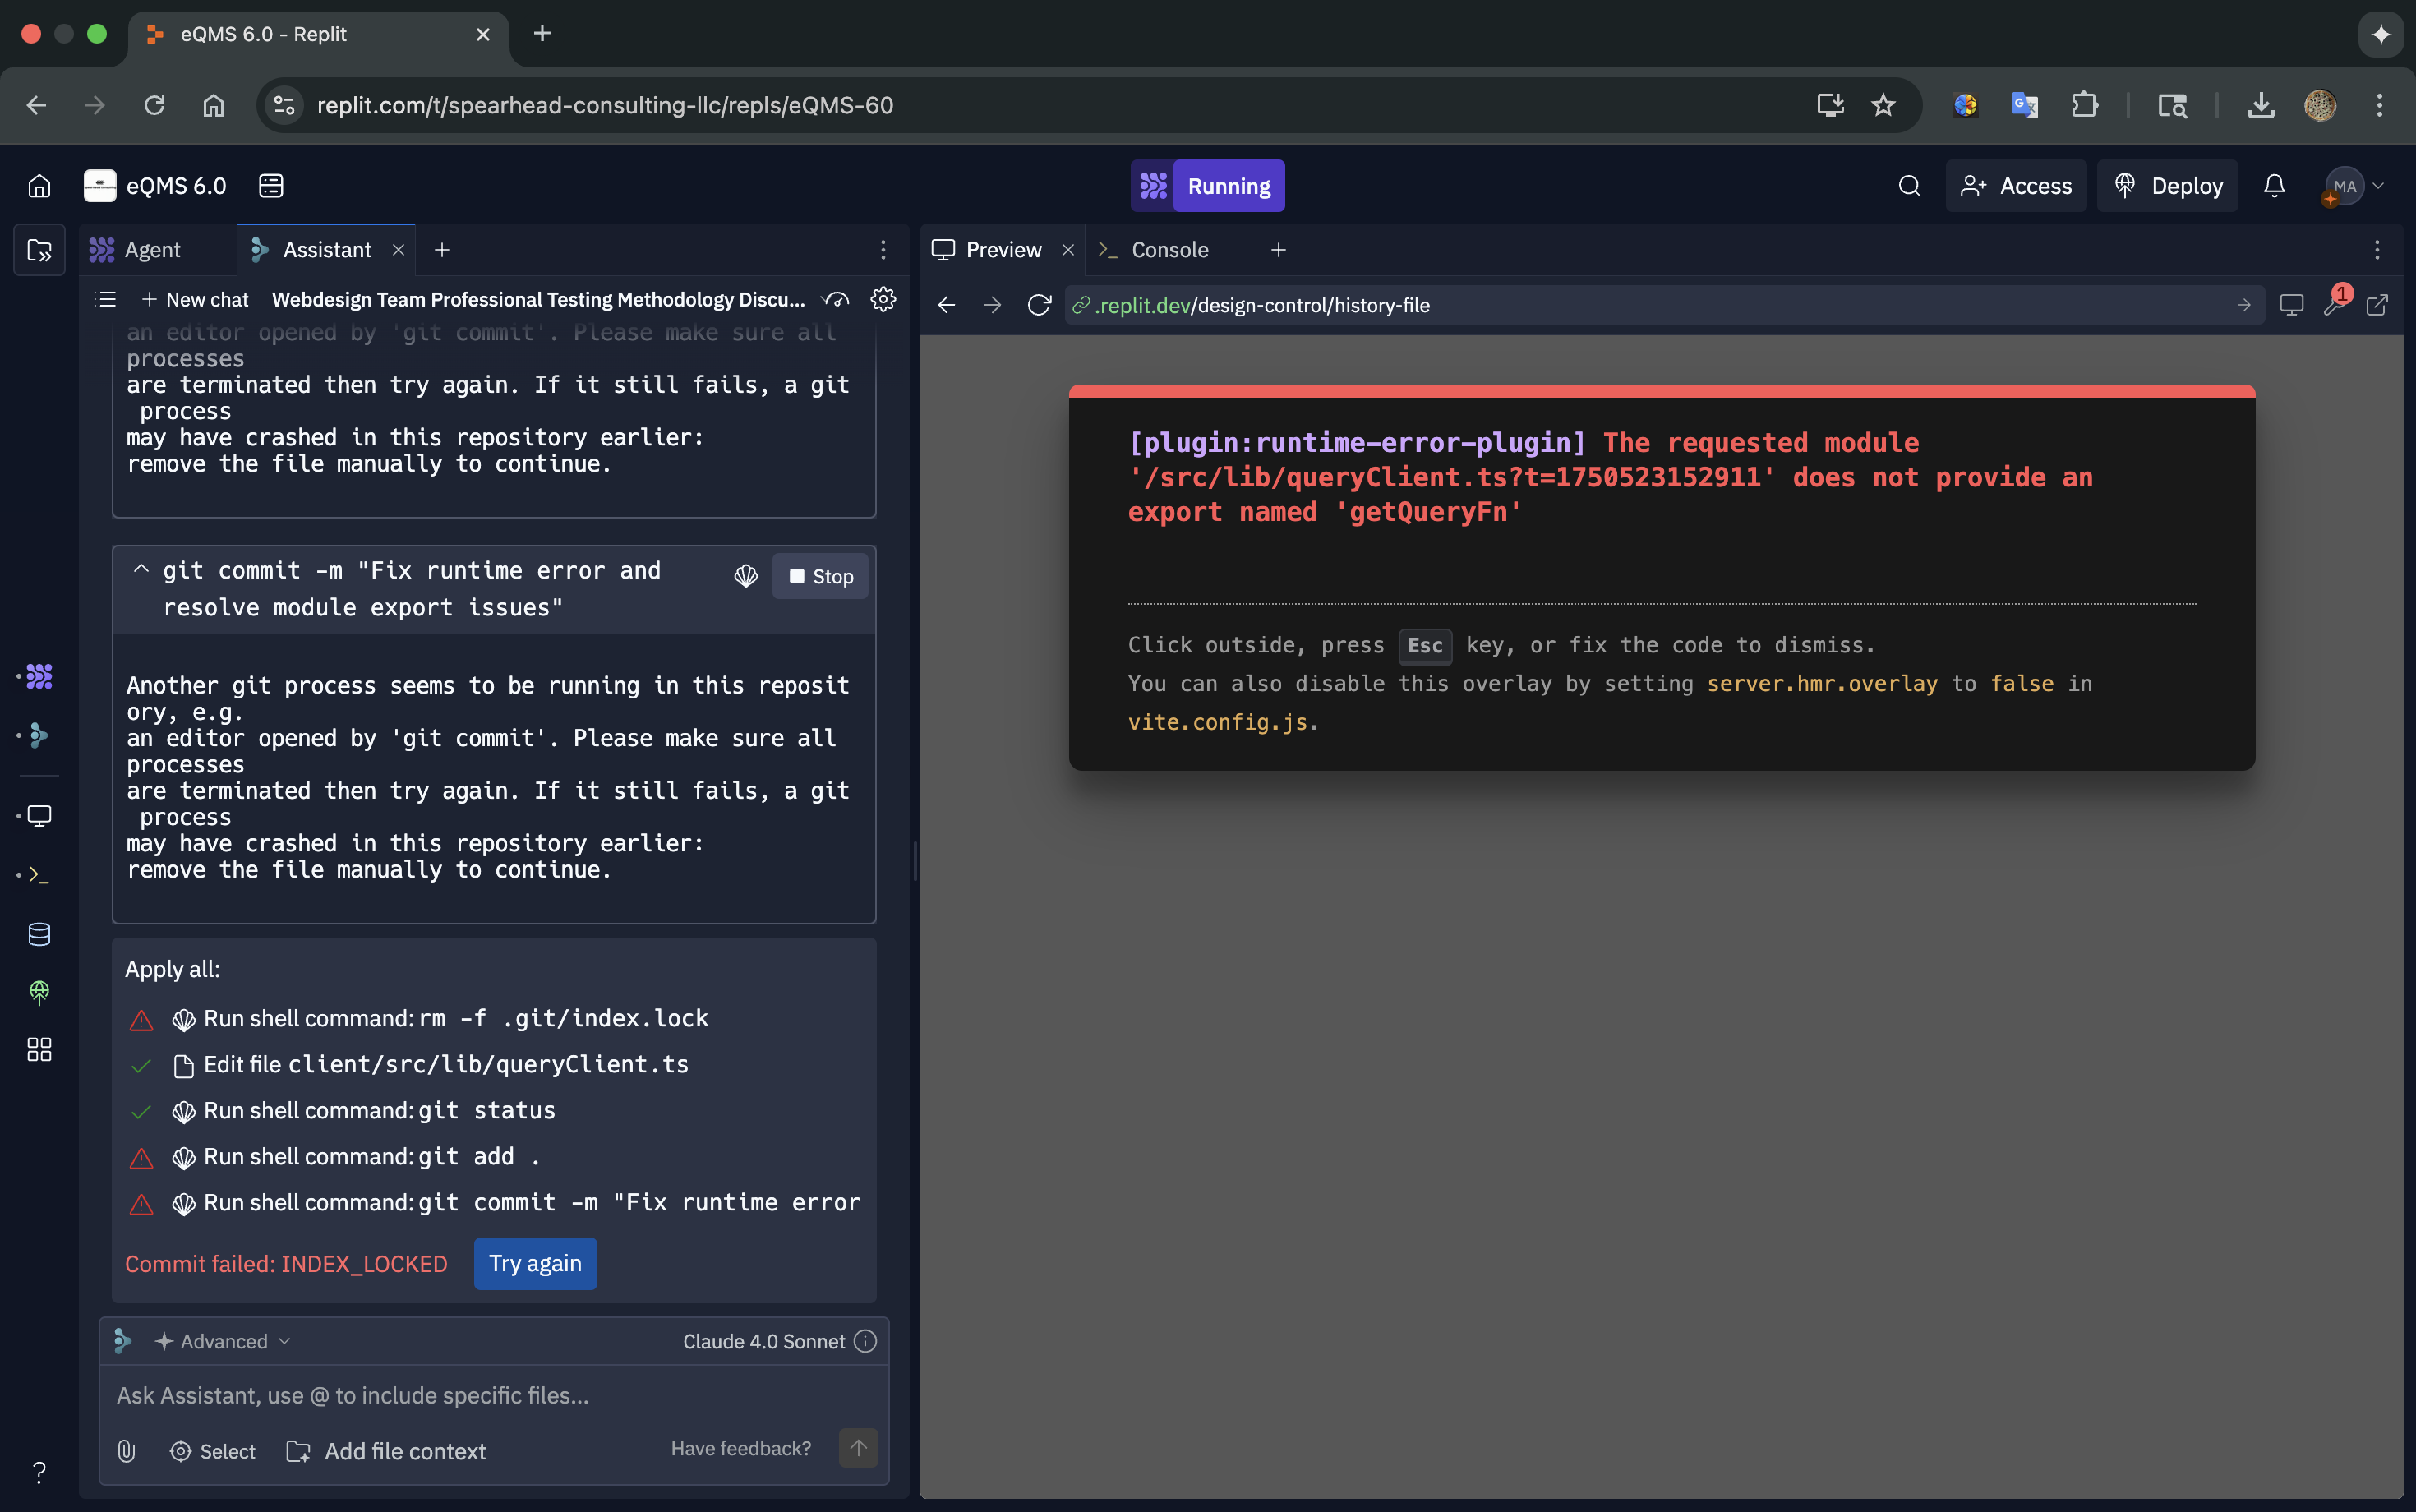 eQMS 6.0 - Replit
replit.com/t/spearhead-consulting-llc/repls/eQMS-60
eQMS 6.0
Running
Access
Deploy
MA
Agent
Assistant
New chat
Webdesign Team Professional Testing Methodology Discu...
an editor opened by 'git commit'. Please make sure all
processes
are terminated then try again. If it still fails, a git
process
may have crashed in this repository earlier:
remove the file manually to continue.
git commit -m "Fix runtime error and
resolve module export issues"
Stop
Another git process seems to be running in this reposit
ory, e.g.
an editor opened by 'git commit'. Please make sure all
processes
are terminated then try again. If it still fails, a git
process
may have crashed in this repository earlier:
remove the file manually to continue.
Apply all:
Run shell command: rm -f .git/index.lock
Edit file client/src/lib/queryClient.ts
Run shell command: git status
Run shell command: git add .
Run shell command: git commit -m "Fix runtime error
Commit failed: INDEX_LOCKED
Try again
Advanced
Claude 4.0 Sonnet
Ask Assistant, use @ to include specific files...
Select
Add file context
Have feedback?
Preview
Console
.replit.dev/design-control/history-file
1
[plugin:runtime-error-plugin] The requested module
'/src/lib/queryClient.ts?t=1750523152911' does not provide an
export named 'getQueryFn'
Click outside, press Esc key, or fix the code to dismiss.
You can also disable this overlay by setting server.hmr.overlay to false in
vite.config.js.